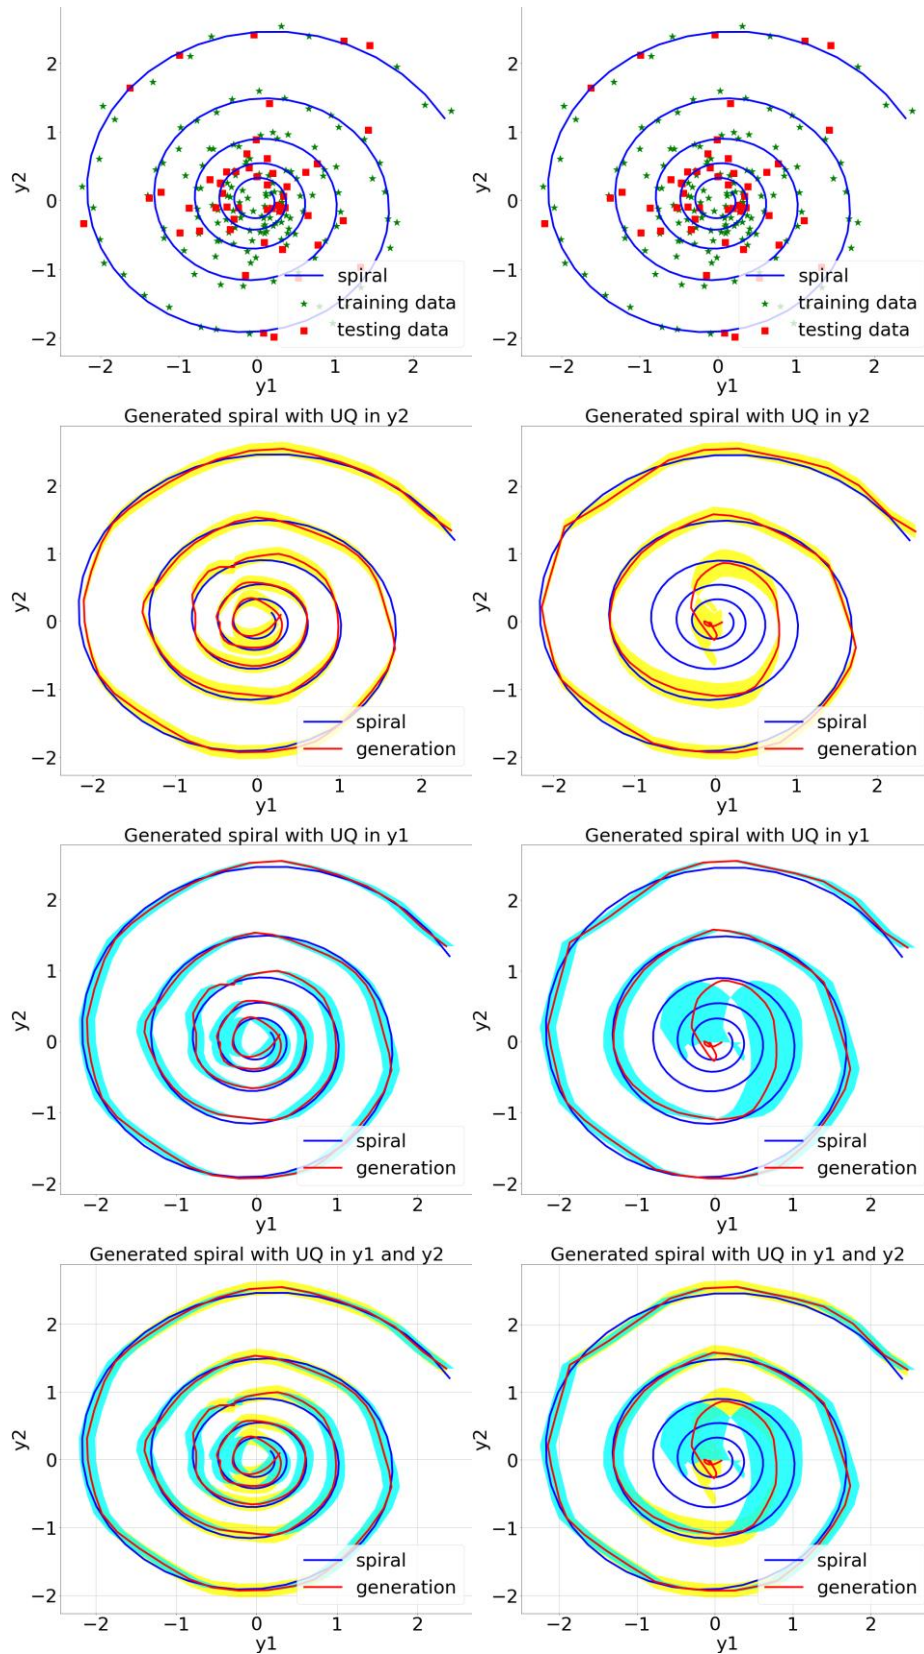 2 2
1 1
y2 0 y2 0
−1 −1
spiral spiral
training data training data
−2 testing data −2 testing data
−2 −1 0 1 2 −2 −1 0 1 2
y1 y1
Generated spiral with UQ in y2 Generated spiral with UQ in y2
2 2
1 1
y2 0 y2 0
−1 −1
spiral spiral
−2 generation −2 generation
−2 −1 0 1 2 −2 −1 0 1 2
y1 y1
Generated spiral with UQ in y1 Generated spiral with UQ in y1
2 2
1 1
y2 0 y2 0
−1 −1
spiral spiral
−2 generation −2 generation
−2 −1 0 1 2 −2 −1 0 1 2
y1 y1
Generated spiral with UQ in y1 and y2 Generated spiral with UQ in y1 and y2
2 2
1 1
y2 0 y2 0
−1 −1
spiral spiral
−2 generation −2 generation
−2 −1 0 1 2 −2 −1 0 1 2
y1 y1